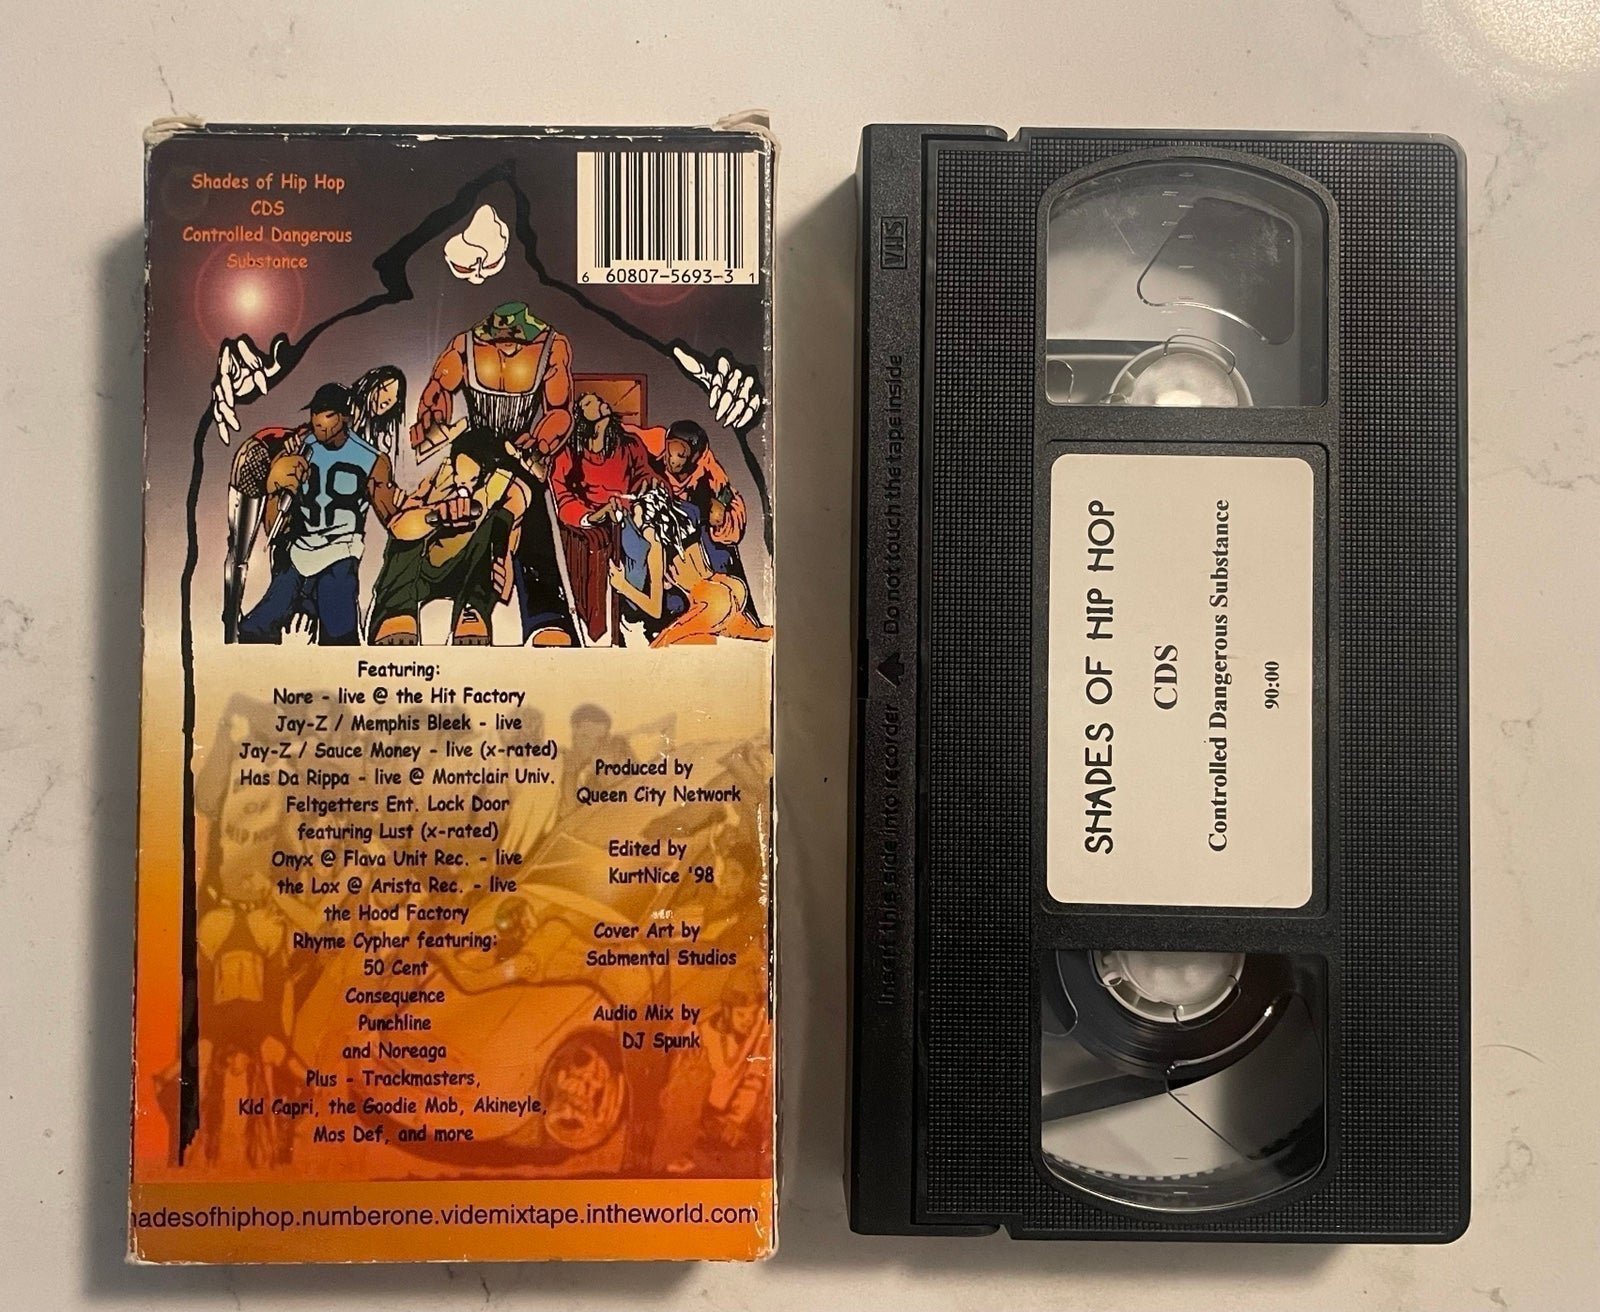 Shades of Hip Hop
CDS
Controlled Dangerous
Substance
6 60807-5693-3 1
Featuring:
Nore - live @ the Hit Factory
Jay-Z / Memphis Bleek - live
Jay-Z / Sauce Money - live (x-rated)
Has Da Rippa - live @ Montclair Univ.
Feltgetters Ent. Lock Door
featuring Lust (x-rated)
Onyx @ Flava Unit Rec. - live
the Lox @ Arista Rec. - live
the Hood Factory
Rhyme Cypher featuring:
50 Cent
Consequence
Punchline
and Noreaga
Plus - Trackmasters,
Kid Capri, the Goodie Mob, Akineyle,
Mos Def, and more
Produced by
Queen City Network
Edited by
KurtNice '98
Cover Art by
Sabmental Studios
Audio Mix by
DJ Spunk
hadesofhiphop.numberone.videmixtape.intheworld.com
VHS
Insert this side into recorder Do not touch the tape inside
SHADES OF HIP HOP
CDS
Controlled Dangerous Substance
90:00